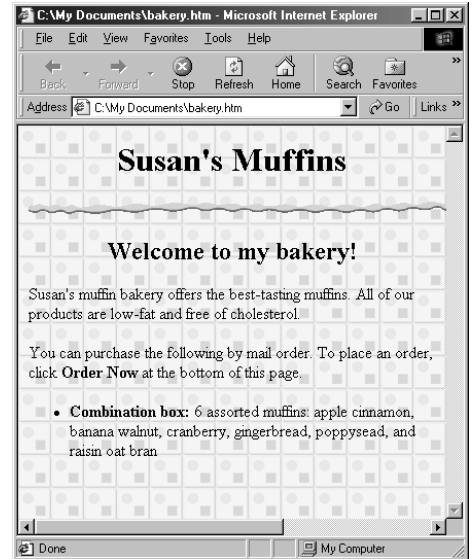 C:\My Documents\bakery.htm - Microsoft Internet Explorer
File Edit View Favorites Tools Help
Back Forward Stop Refresh Home Search Favorites »
Address C:\My Documents\bakery.htm Go Links »
Susan's Muffins
Welcome to my bakery!
Susan's muffin bakery offers the best-tasting muffins. All of our
products are low-fat and free of cholesterol.
You can purchase the following by mail order. To place an order,
click Order Now at the bottom of this page.
• Combination box: 6 assorted muffins: apple cinnamon,
banana walnut, cranberry, gingerbread, poppysead, and
raisin oat bran
Done My Computer